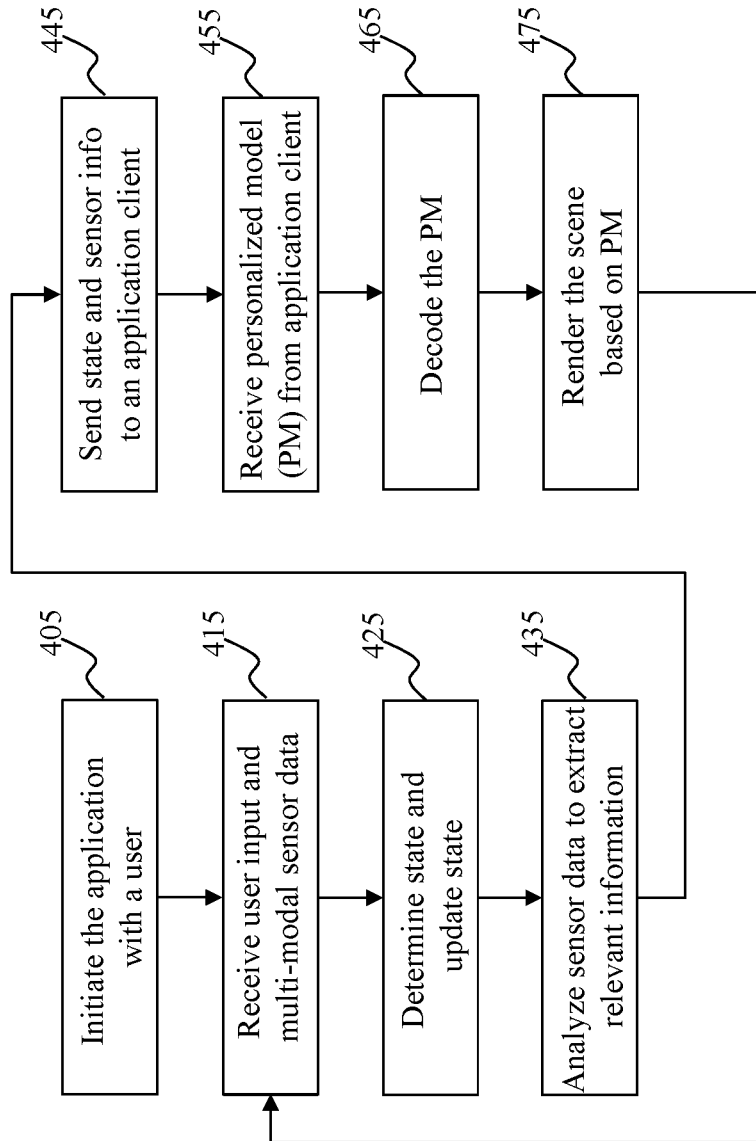 405
Initiate the application
with a user
415
Receive user input and
multi-modal sensor data
425
Determine state and
update state
435
Analyze sensor data to extract
relevant information
445
Send state and sensor info
to an application client
455
Receive personalized model
(PM) from application client
465
Decode the PM
475
Render the scene
based on PM